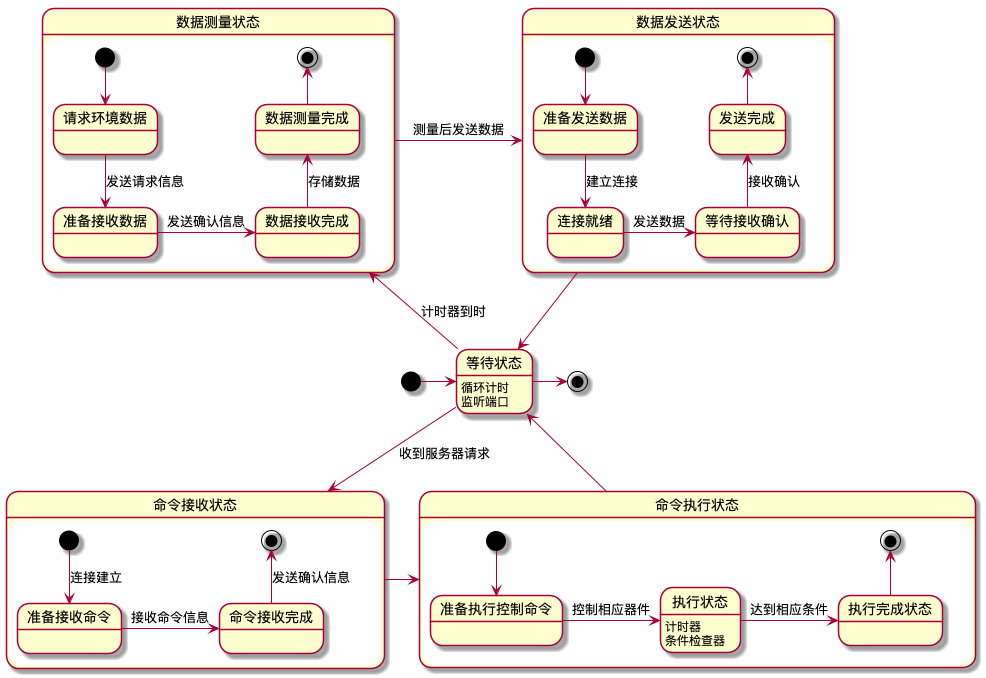 数据测量状态
请求环境数据
数据测量完成
发送请求信息
存储数据
准备接收数据
发送确认信息
数据接收完成
测量后发送数据
数据发送状态
准备发送数据
发送完成
建立连接
接收确认
连接就绪
发送数据
等待接收确认
计时器到时
等待状态
循环计时
监听端口
收到服务器请求
命令接收状态
连接建立
发送确认信息
准备接收命令
接收命令信息
命令接收完成
命令执行状态
准备执行控制命令
控制相应器件
执行状态
计时器
条件检查器
达到相应条件
执行完成状态